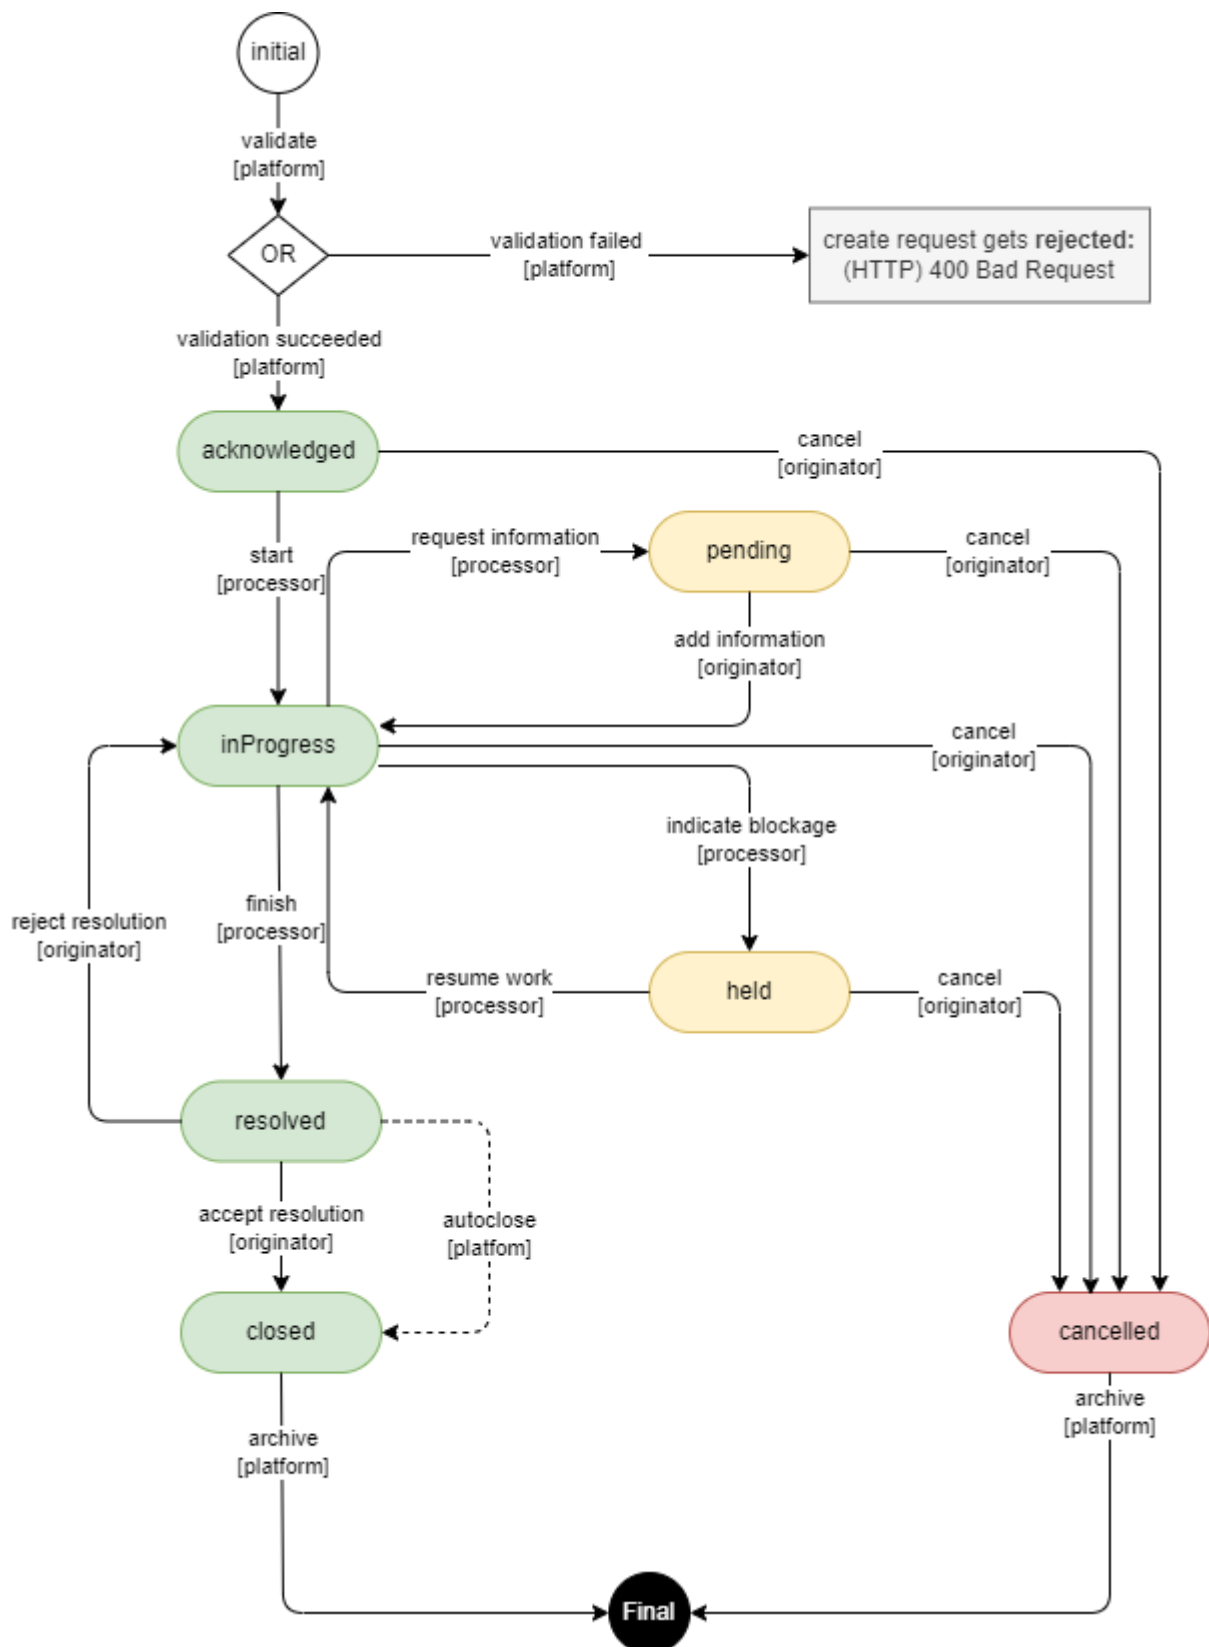 initial
validate
[platform]
OR
validation failed
[platform]
create request gets rejected:
(HTTP) 400 Bad Request
validation succeeded
[platform]
acknowledged
cancel
[originator]
start
[processor]
request information
[processor]
pending
cancel
[originator]
add information
[originator]
inProgress
cancel
[originator]
indicate blockage
[processor]
finish
[processor]
reject resolution
[originator]
resume work
[processor]
held
cancel
[originator]
resolved
accept resolution
[originator]
autoclose
[platfom]
closed
cancelled
archive
[platform]
archive
[platform]
Final